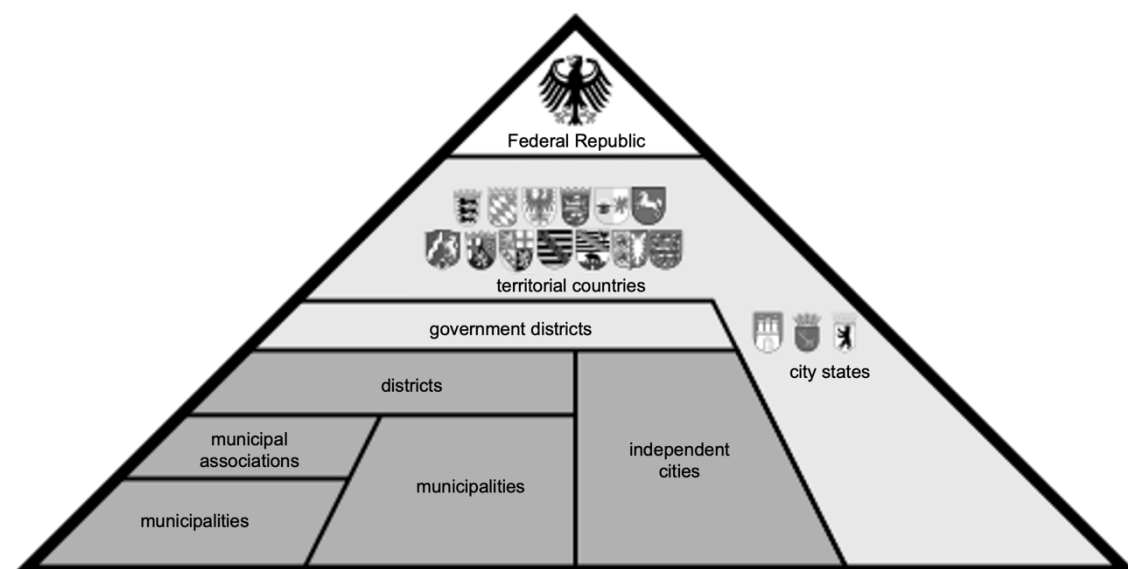 Federal Republic
territorial countries
government districts
city states
districts
municipal
associations
independent
cities
municipalities
municipalities